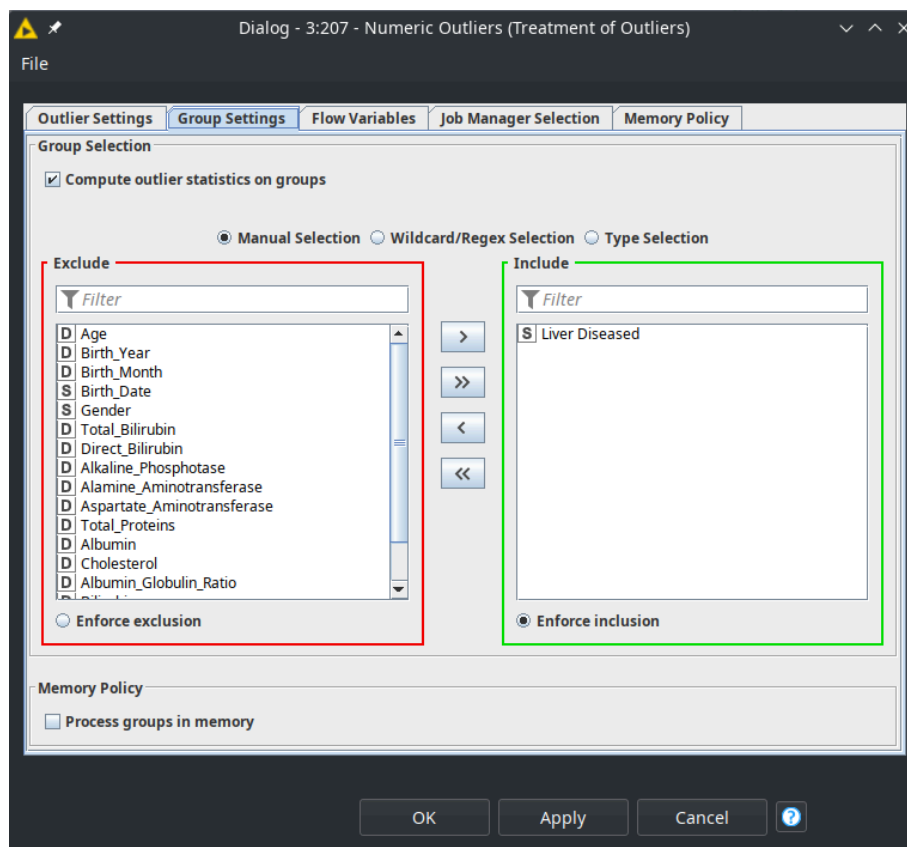 Dialog - 3:207 - Numeric Outliers (Treatment of Outliers)
File
Outlier Settings Group Settings Flow Variables Job Manager Selection Memory Policy
Group Selection
Compute outlier statistics on groups
Manual Selection Wildcard/Regex Selection Type Selection
Exclude Include
Filter Filter
D Age S Liver Diseased
D Birth_Year
D Birth_Month
S Birth_Date
S Gender
D Total_Bilirubin
D Direct_Bilirubin
D Alkaline_Phosphotase
D Alamine_Aminotransferase
D Aspartate_Aminotransferase
D Total_Proteins
D Albumin
D Cholesterol
D Albumin_Globulin_Ratio
Enforce exclusion Enforce inclusion
Memory Policy
Process groups in memory
OK Apply Cancel ?